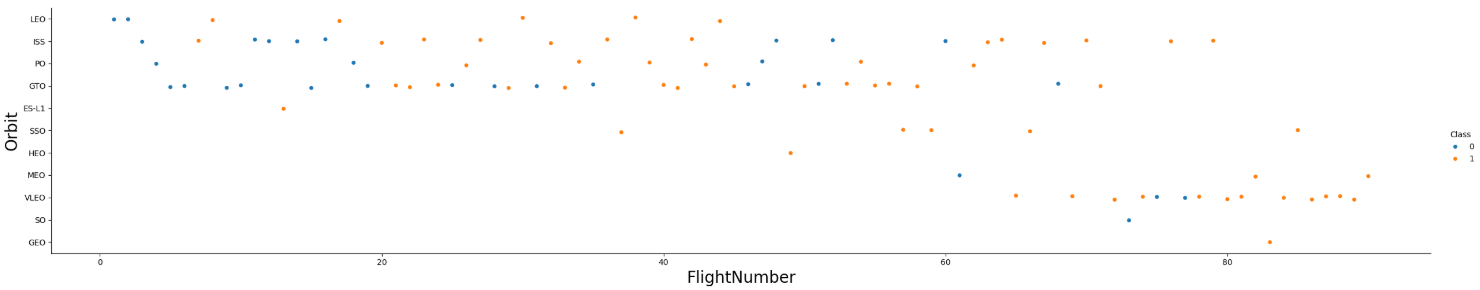 Orbit
LEO
ISS
PO
GTO
ES-L1
SSO
HEO
MEO
VLEO
SO
GEO
0 20 40 60 80
FlightNumber
Class
0
1